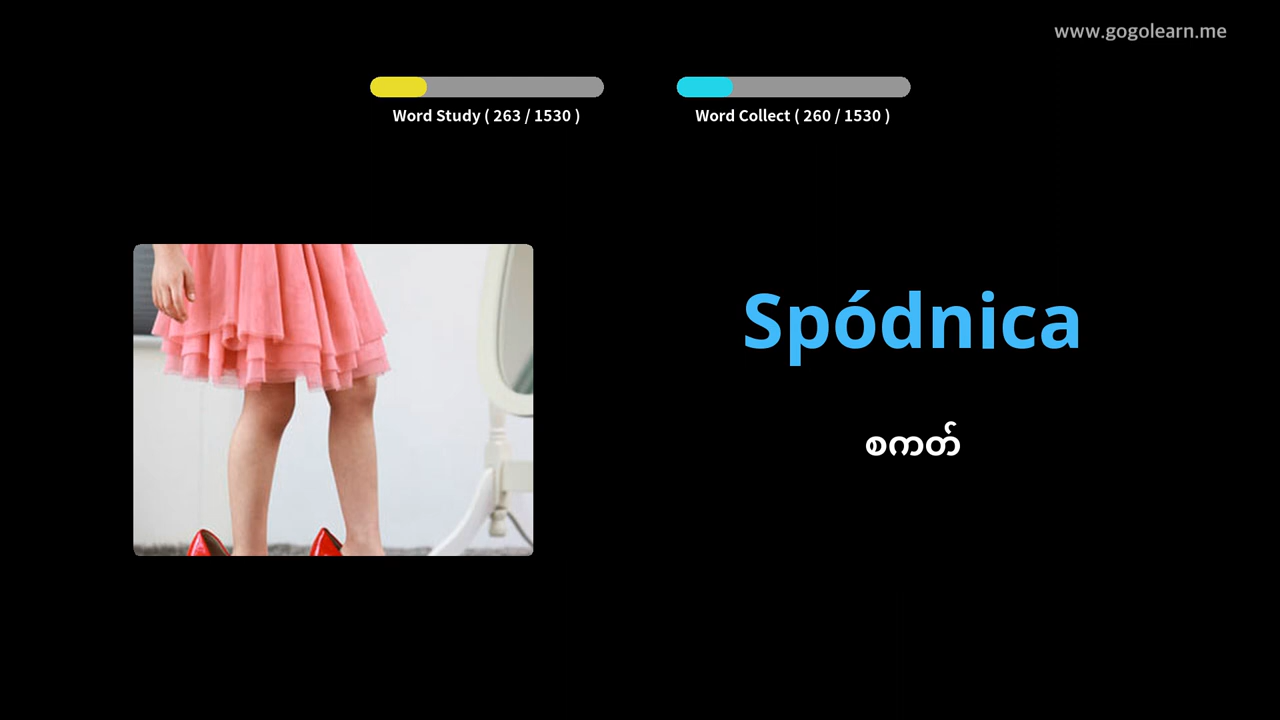 www.gogolearn.me
Word Study ( 263 / 1530 )
Word Collect ( 260 / 1530 )
Spódnica
စကတ်